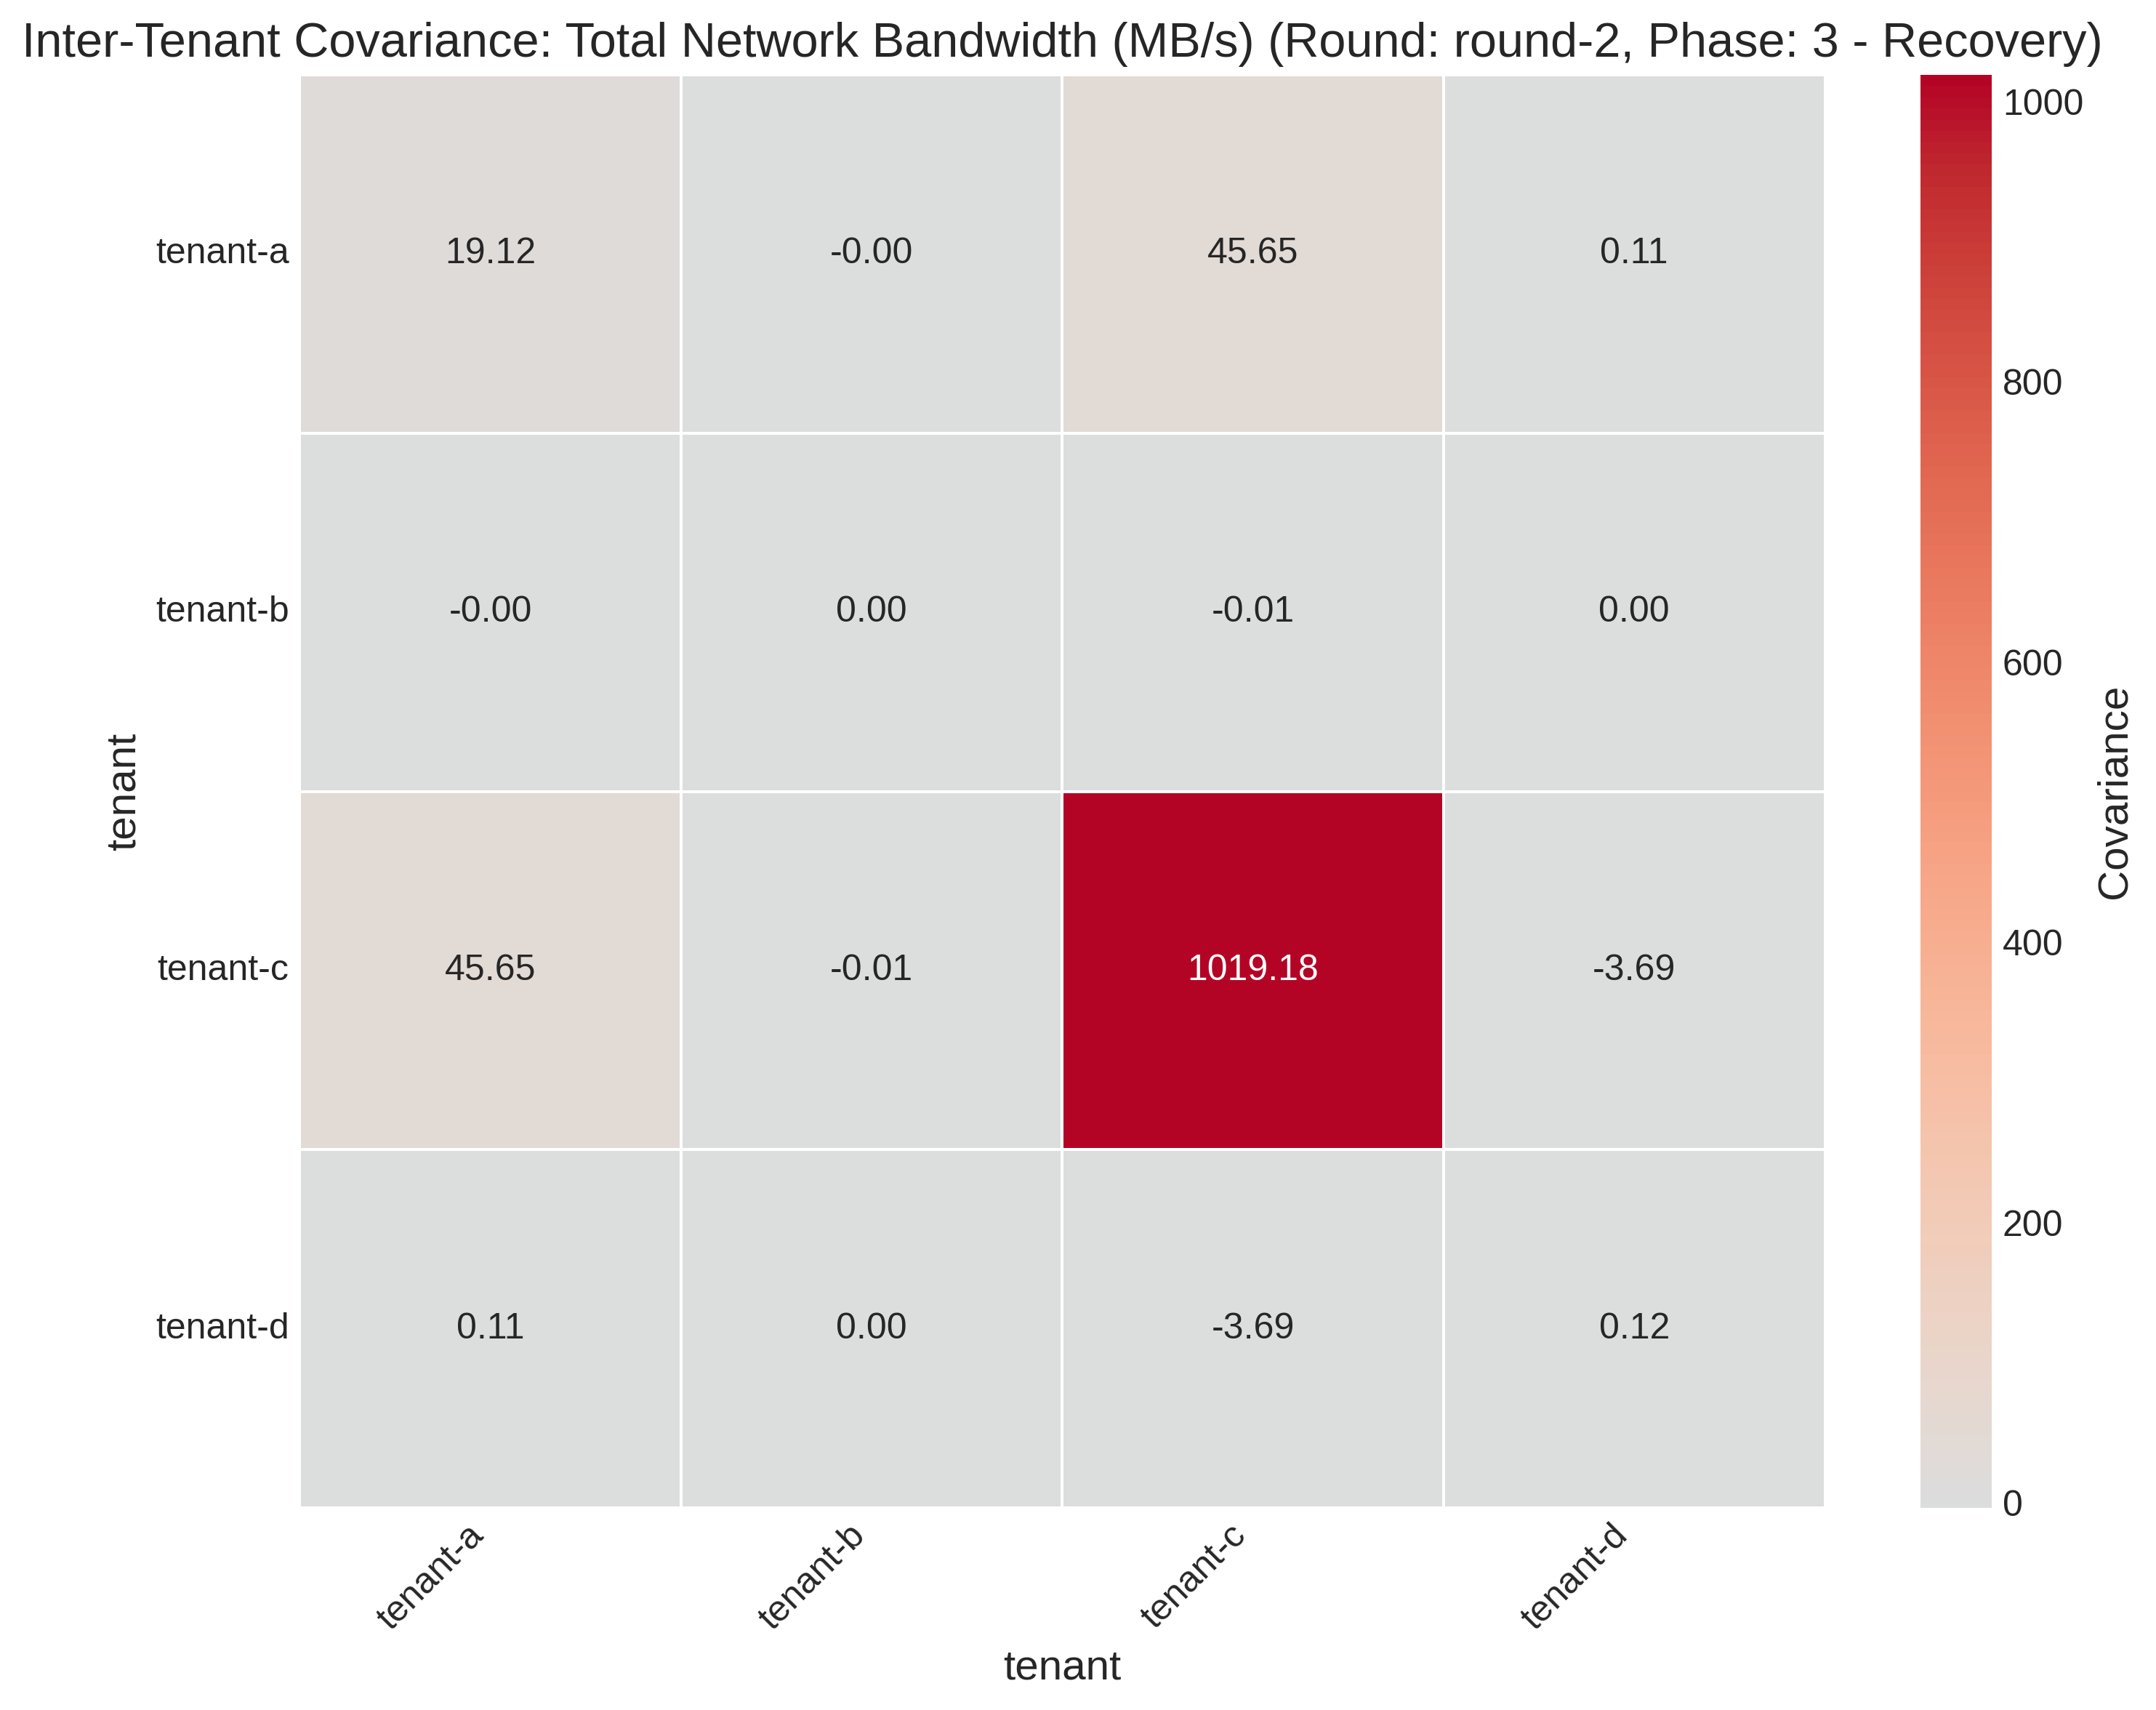 Inter-Tenant Covariance: Total Network Bandwidth (MB/s) (Round: round-2, Phase: 3 - Recovery)
tenant-a
19.12
-0.00
45.65
0.11
tenant-b
-0.00
0.00
-0.01
0.00
tenant-c
45.65
-0.01
1019.18
-3.69
tenant-d
0.11
0.00
-3.69
0.12
tenant
tenant-a
tenant-b
tenant-c
tenant-d
tenant
1000
800
600
400
200
0
Covariance